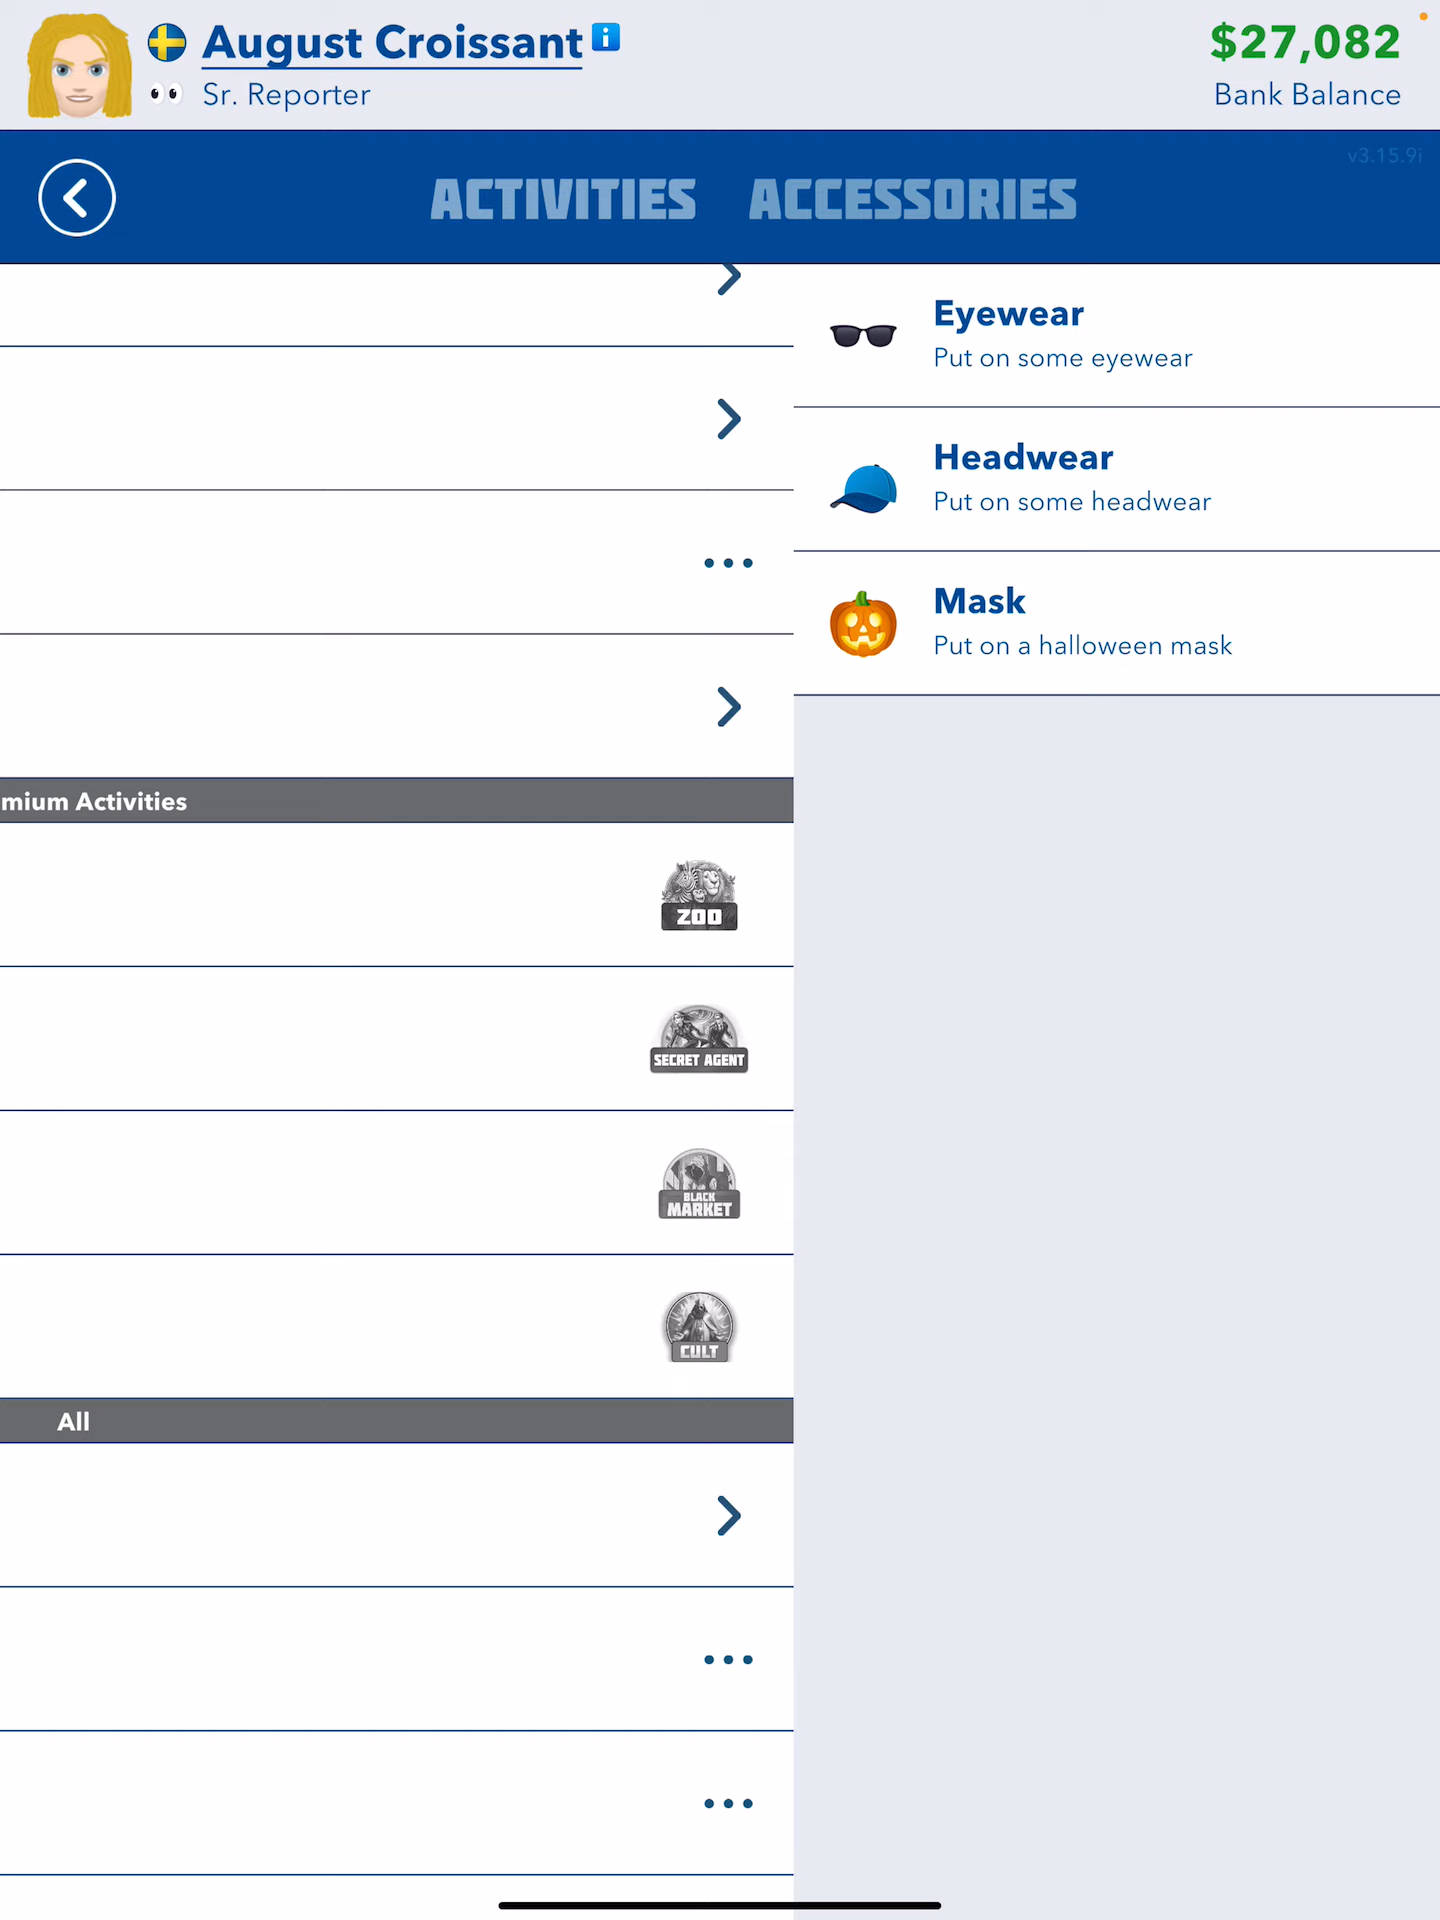 August Croissant
Sr. Reporter
$27,082
Bank Balance
v3.15.9i
ACTIVITIES
ACCESSORIES
Eyewear
Put on some eyewear
Headwear
Put on some headwear
Mask
Put on a halloween mask
mium Activities
ZOO
SECRET AGENT
BLACK
MARKET
CULT
All